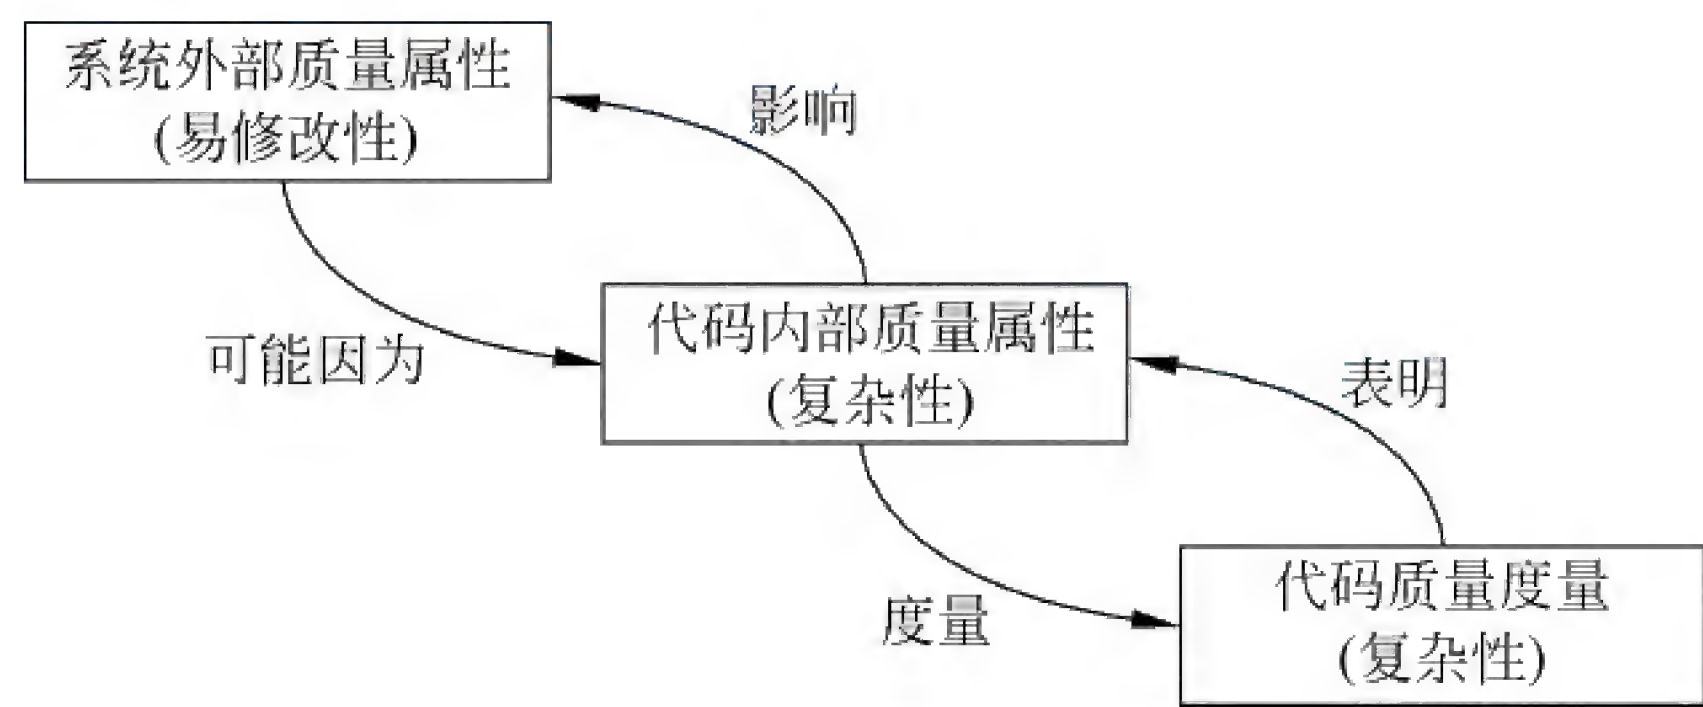 系统外部质量属性
(易修改性)
影响
可能因为
代码内部质量属性
(复杂性)
表明
度量
代码质量度量
(复杂性)